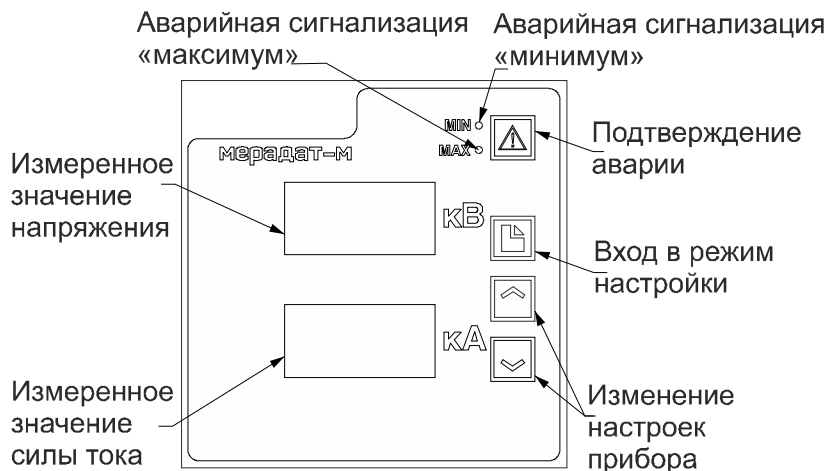 Аварийная сигнализация
«максимум»
Аварийная сигнализация
«минимум»
MIN
MAX
мерадат-м
Подтверждение
аварии
Измеренное
значение
напряжения
кВ
Вход в режим
настройки
кА
Измеренное
значение
силы тока
Изменение
настроек
прибора